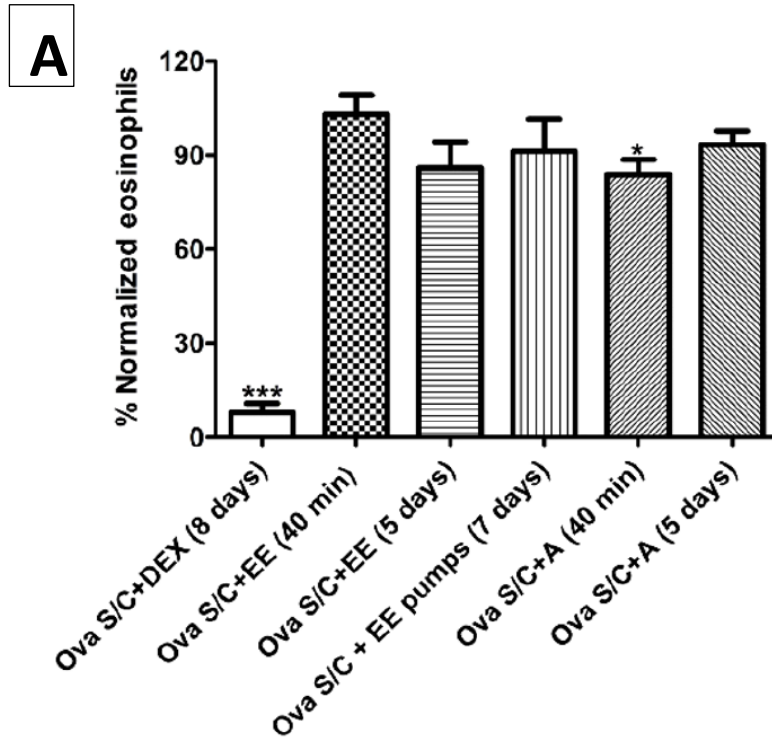 A
% Normalized eosinophils
120
90
60
30
0
***
*
Ova S/C+DEX (8 days)
Ova S/C+EE (40 min)
Ova S/C+EE (5 days)
Ova S/C + EE pumps (7 days)
Ova S/C+A (40 min)
Ova S/C+A (5 days)